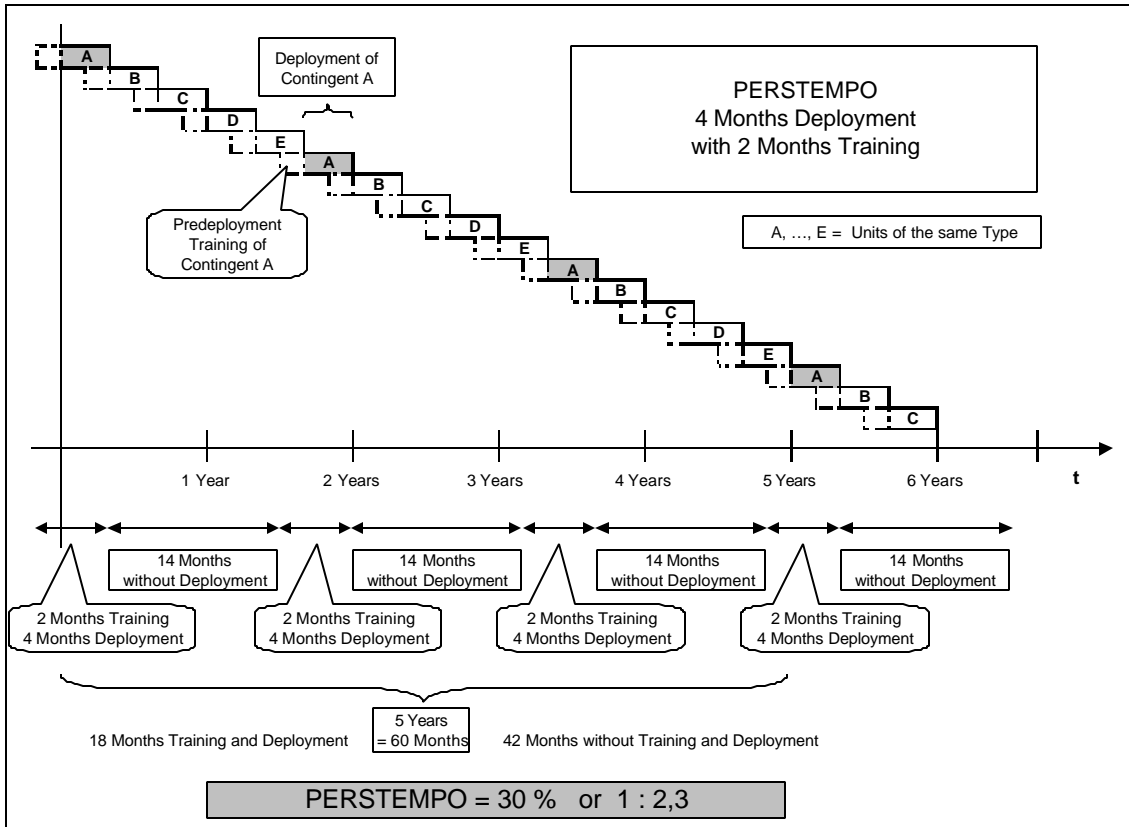 A
B
C
D
E
A
B
C
D
E
A
B
C
D
E
A
B
C
Deployment of
Contingent A
Predeployment
Training of
Contingent A
PERSTEMPO
4 Months Deployment
with 2 Months Training
A, …, E = Units of the same Type
1 Year 2 Years 3 Years 4 Years 5 Years 6 Years t
14 Months
without Deployment
14 Months
without Deployment
14 Months
without Deployment
14 Months
without Deployment
2 Months Training
4 Months Deployment
2 Months Training
4 Months Deployment
2 Months Training
4 Months Deployment
2 Months Training
4 Months Deployment
5 Years
= 60 Months
18 Months Training and Deployment
42 Months without Training and Deployment
PERSTEMPO = 30 % or 1 : 2,3